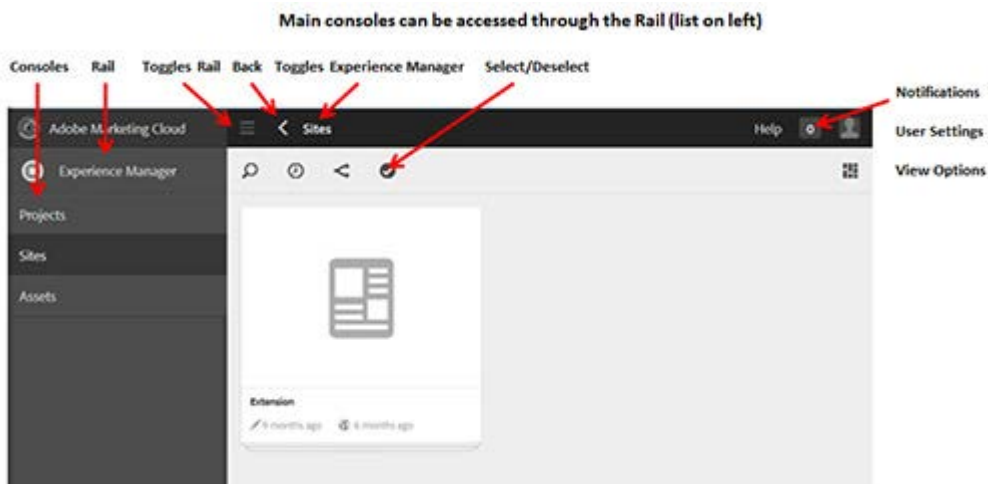 Main consoles can be accessed through the Rail (list on left)
Consoles Rail Toggles Rail Back Toggles Experience Manager Select/Deselect
Notifications
Adobe Marketing Cloud Sites Help 0
User Settings
Experience Manager
View Options
Projects
Sites
Assets
Extension
9 months ago 6 months ago